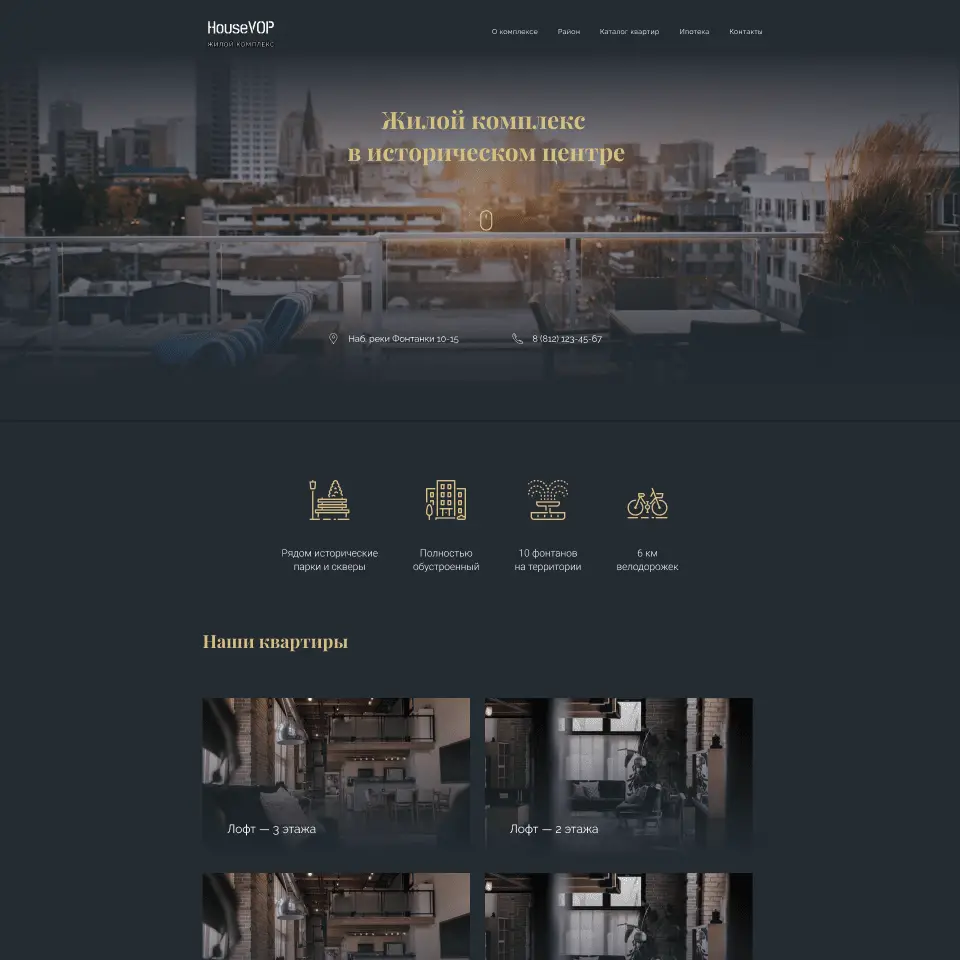 HouseVOP
ЖИЛОЙ КОМПЛЕКС
О комплексе
Район
Каталог квартир
Ипотека
Контакты
Жилой комплекс
в историческом центре
Наб. реки Фонтанки 10-15
8 (812) 123-45-67
Рядом исторические
парки и скверы
Полностью
обустроенный
10 фонтанов
на территории
6 км
велодорожек
Наши квартиры
Лофт — 3 этажа
Лофт — 2 этажа